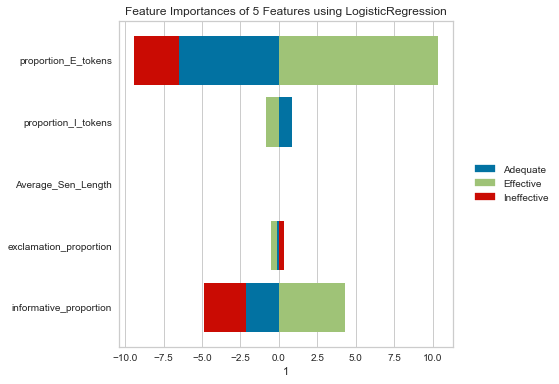 Feature Importances of 5 Features using LogisticRegression
proportion_E_tokens
proportion_I_tokens
Average_Sen_Length
exclamation_proportion
informative_proportion
Adequate
Effective
Ineffective
−10.0 −7.5 −5.0 −2.5 0.0 2.5 5.0 7.5 10.0
1